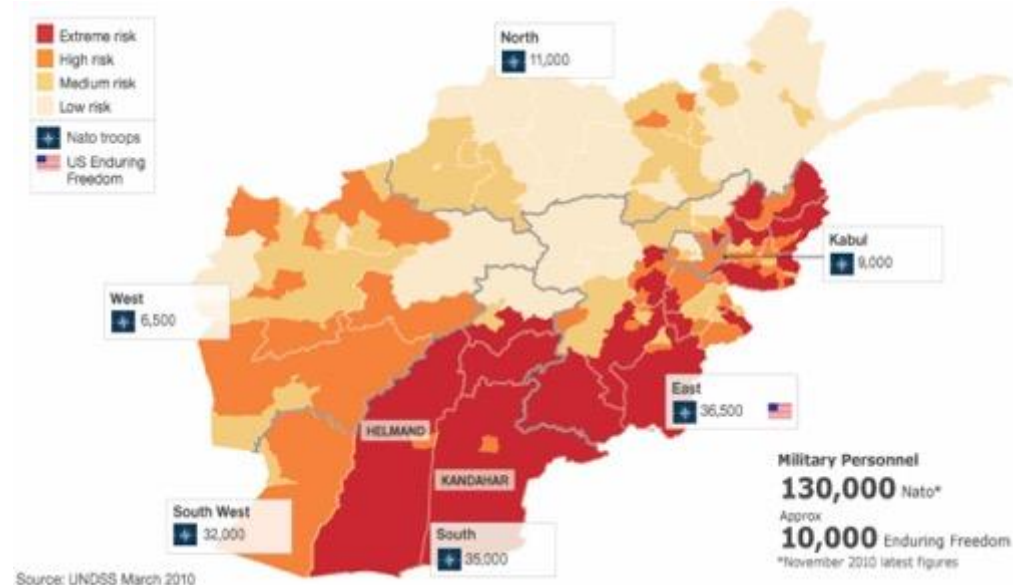 Extreme risk
High risk
Medium risk
Low risk
Nato troops
US Enduring
Freedom
North
11,000
Kabul
9,000
West
6,500
East
36,500
HELMAND
KANDAHAR
South West
32,000
South
35,000
Military Personnel
130,000 Nato*
Approx
10,000 Enduring Freedom
*November 2010 latest figures
Source: UNDSS March 2010